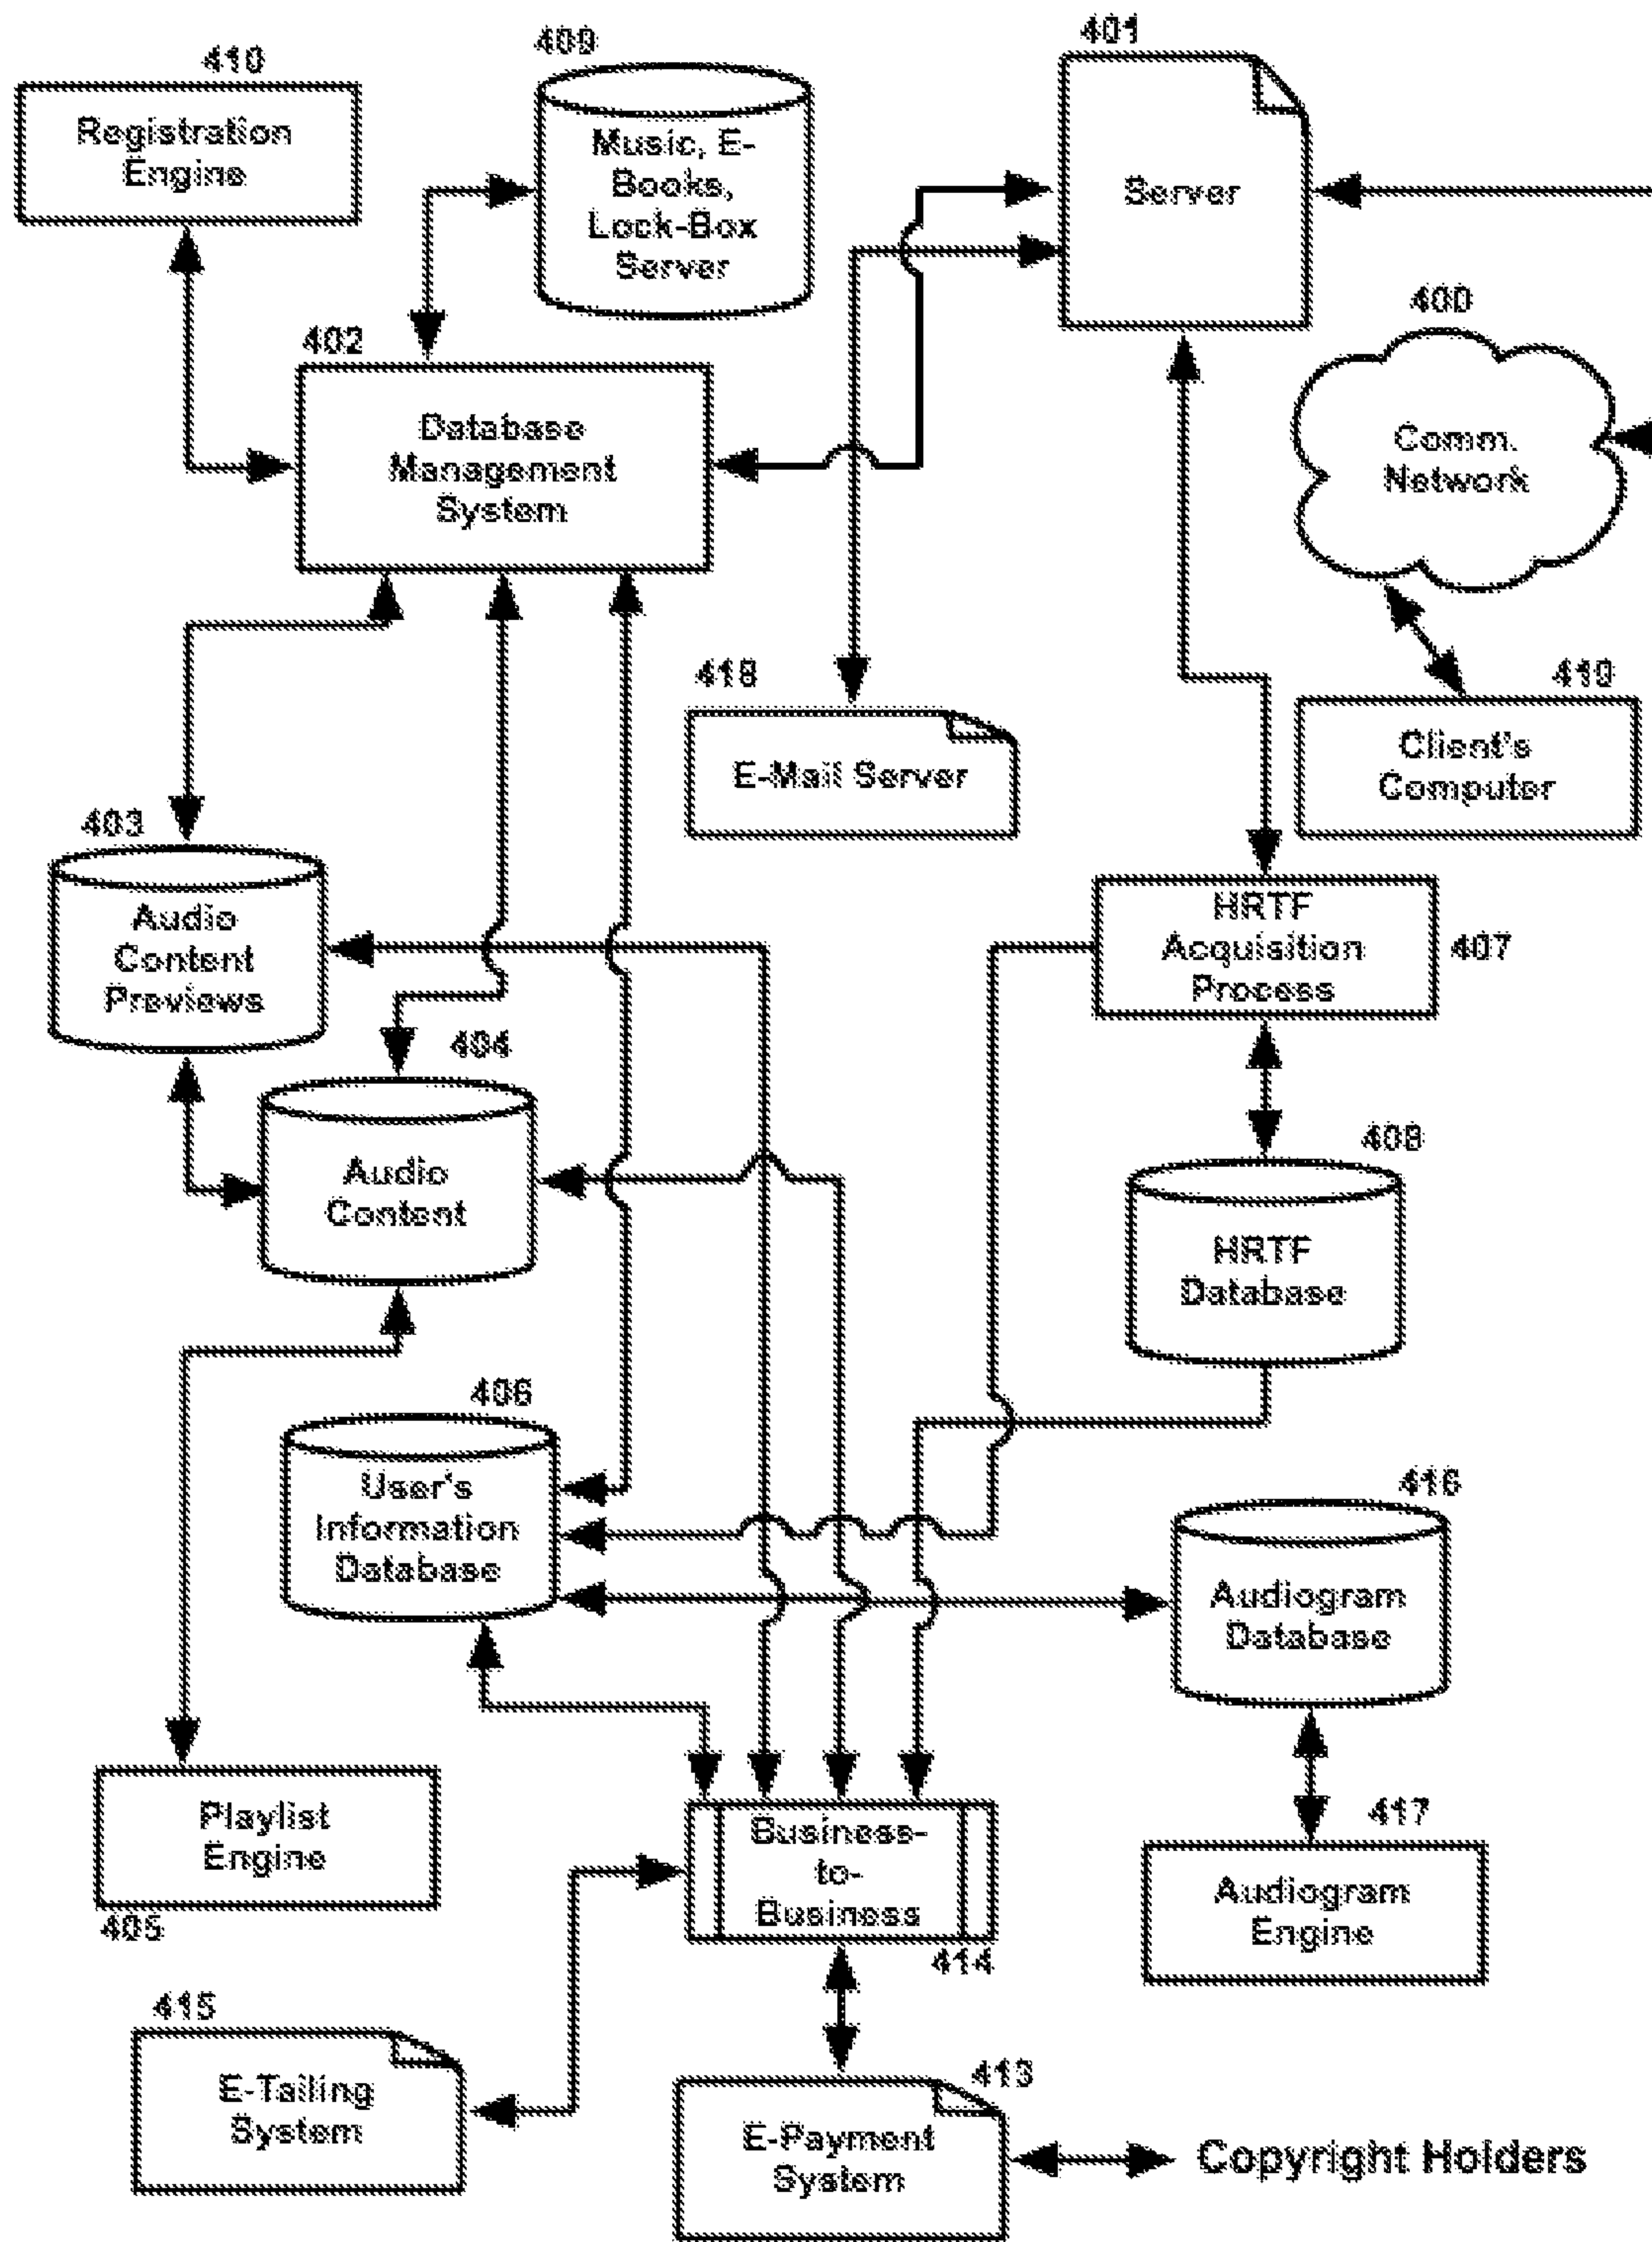 410
Registration
Engine
409
Music, E-
Books,
Lock-Box
Server
401
Server
400
Comm.
Network
402
Database
Management
System
418
E-Mail Server
419
Client's
Computer
403
Audio
Content
Previews
HRTF
Acquisition
Process
407
404
Audio
Content
408
HRTF
Database
406
User's
Information
Database
416
Audiogram
Database
Playlist
Engine
405
Business-
to-
Business
414
417
Audiogram
Engine
415
E-Tailing
System
413
E-Payment
System
Copyright Holders